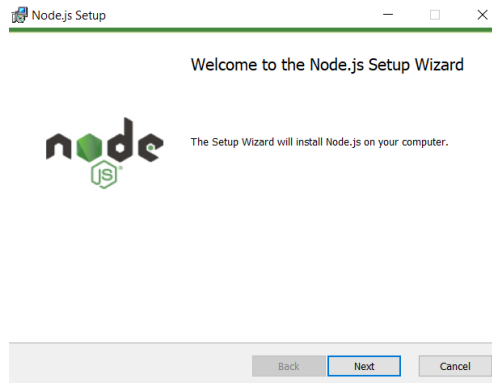 Node.js Setup
Welcome to the Node.js Setup Wizard
node
JS
The Setup Wizard will install Node.js on your computer.
Back Next Cancel